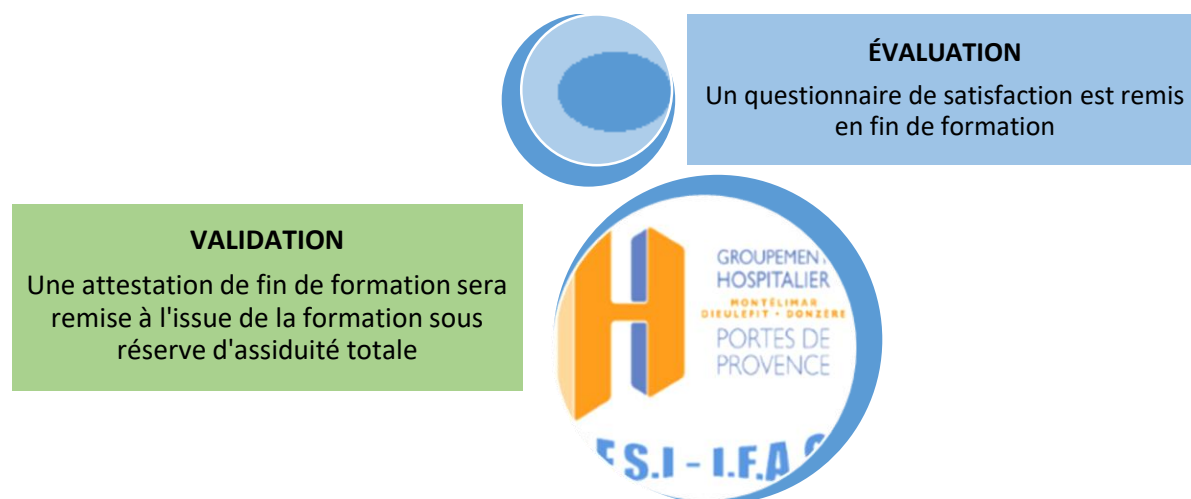 ÉVALUATION
Un questionnaire de satisfaction est remis
en fin de formation
VALIDATION
Une attestation de fin de formation sera
remise à l'issue de la formation sous
réserve d'assiduité totale
GROUPEMEN
HOSPITALIER
MONTÉLIMAR
DIEULEFIT • DONZÈRE
PORTES DE
PROVENCE
S.I - I.F.A